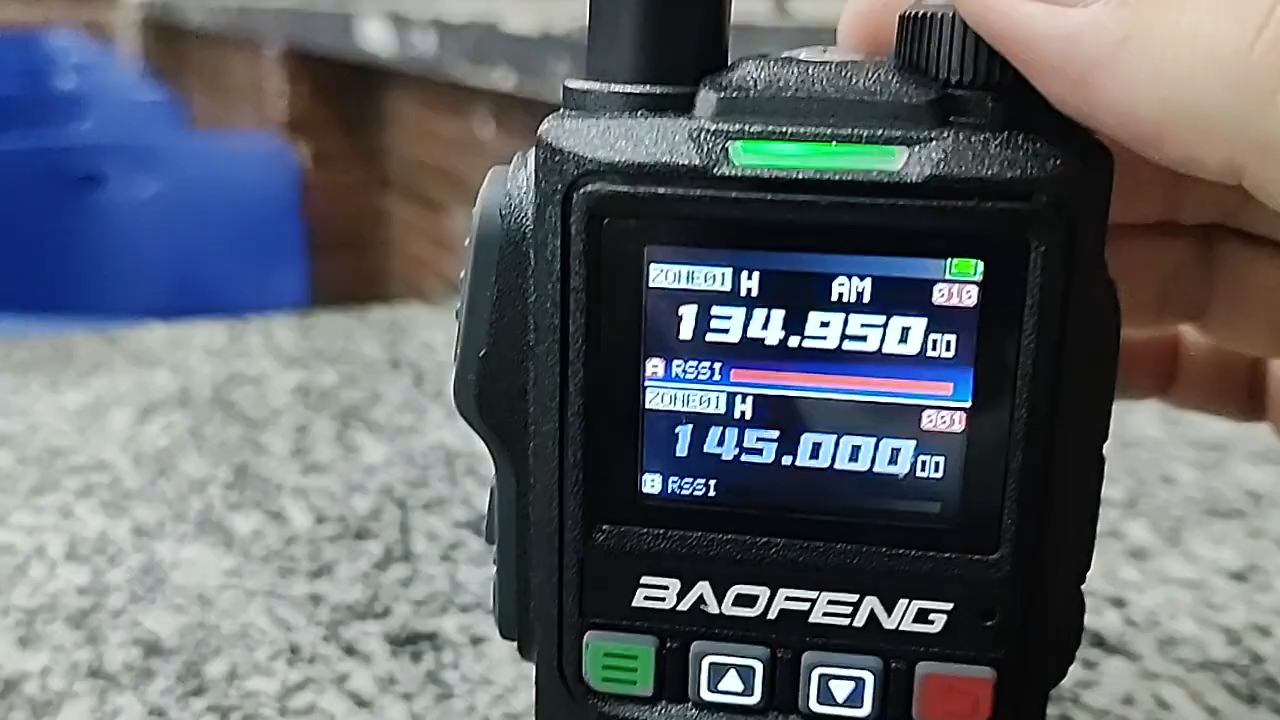 ZONE01 H AM 010
134.95000
A RSSI
ZONE01 H 001
145.00000
B RSSI
BAOFENG